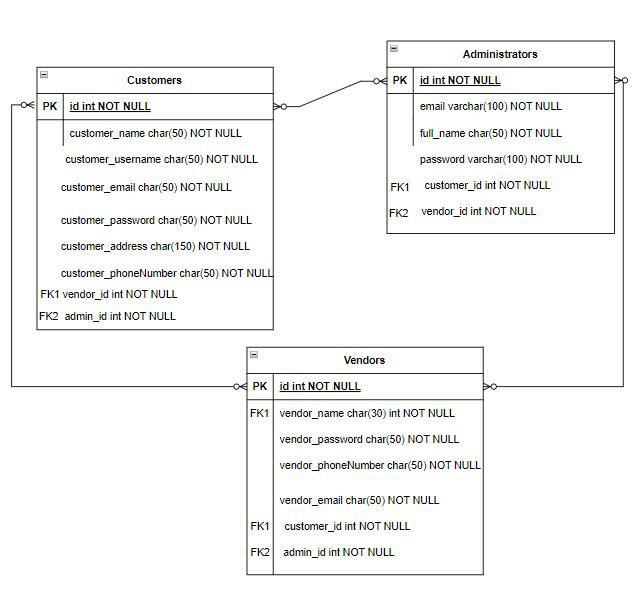 Customers
PK id int NOT NULL
customer_name char(50) NOT NULL
customer_username char(50) NOT NULL
customer_email char(50) NOT NULL
customer_password char(50) NOT NULL
customer_address char(150) NOT NULL
customer_phoneNumber char(50) NOT NULL
FK1 vendor_id int NOT NULL
FK2 admin_id int NOT NULL
Administrators
PK id int NOT NULL
email varchar(100) NOT NULL
full_name char(50) NOT NULL
password varchar(100) NOT NULL
FK1 customer_id int NOT NULL
FK2 vendor_id int NOT NULL
Vendors
PK id int NOT NULL
FK1 vendor_name char(30) int NOT NULL
vendor_password char(50) NOT NULL
vendor_phoneNumber char(50) NOT NULL
vendor_email char(50) NOT NULL
FK1 customer_id int NOT NULL
FK2 admin_id int NOT NULL